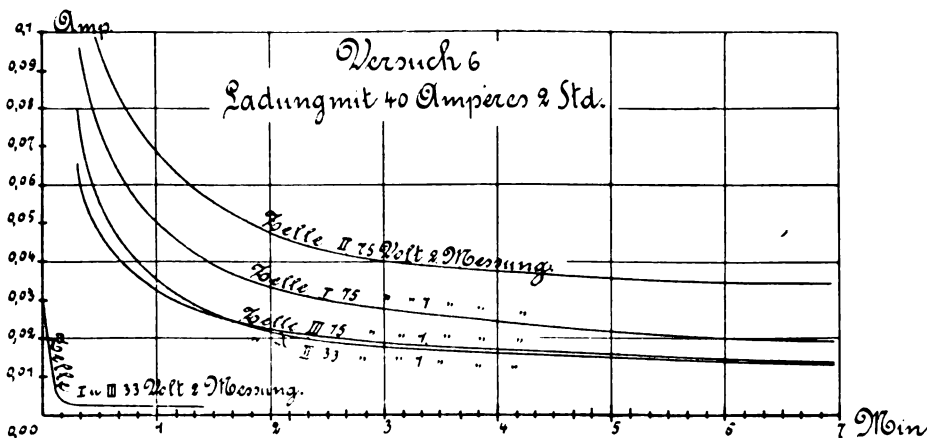 Amp.
0,1
0,09
0,08
0,07
0,06
0,05
0,04
0,03
0,02
0,01
0,00
Versuch 6
Ladung mit 40 Ampères 2 Std.
Zelle II 75 Volt 2 Messung.
Zelle I 75 " " 1 " " "
Zelle III 75 " " 1 " " "
" II 33 " " 1 " " "
Zelle
I u III 33 Volt 2 Messung.
1 2 3 4 5 6 7 Min